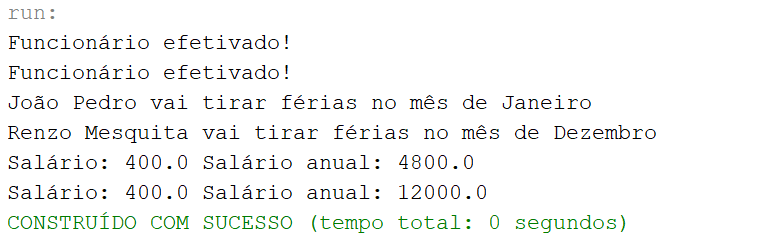 run:
Funcionário efetivado!
Funcionário efetivado!
João Pedro vai tirar férias no mês de Janeiro
Renzo Mesquita vai tirar férias no mês de Dezembro
Salário: 400.0 Salário anual: 4800.0
Salário: 400.0 Salário anual: 12000.0
CONSTRUÍDO COM SUCESSO (tempo total: 0 segundos)